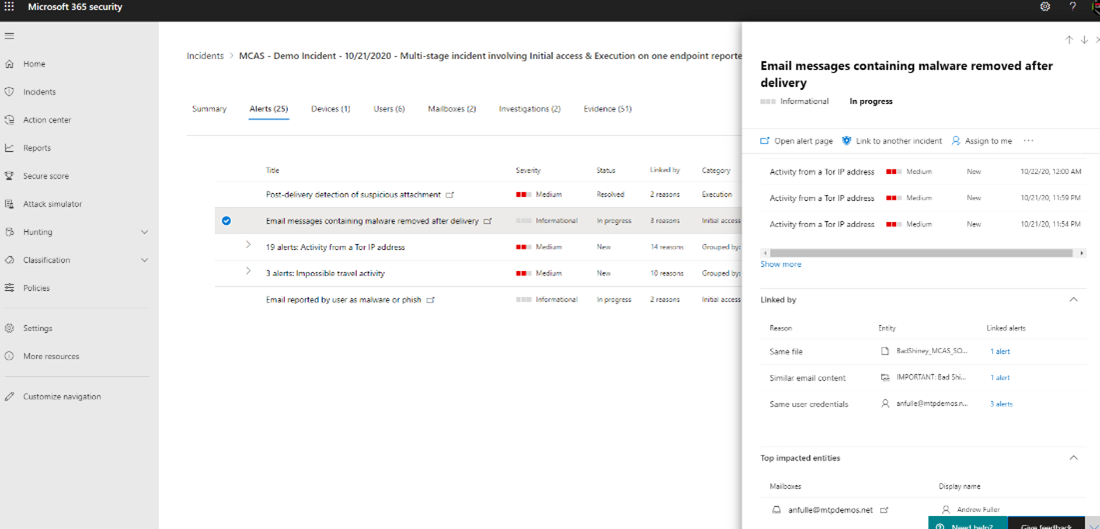 Microsoft 365 security
?
Home
Incidents
Action center
Reports
Secure score
Attack simulator
Hunting
Classification
Policies
Settings
More resources
Customize navigation
Incidents > MCAS - Demo Incident - 10/21/2020 - Multi-stage incident involving Initial access & Execution on one endpoint reporte
Summary Alerts (25) Devices (1) Users (6) Mailboxes (2) Investigations (2) Evidence (51)
Title Severity Status Linked by Category
Post-delivery detection of suspicious attachment Medium Resolved 2 reasons Execution
Email messages containing malware removed after delivery Informational In progress 3 reasons Initial access
19 alerts: Activity from a Tor IP address Medium New 14 reasons Grouped by:
3 alerts: Impossible travel activity Medium New 10 reasons Grouped by:
Email reported by user as malware or phish Informational In progress 2 reasons Initial access
Email messages containing malware removed after
delivery
Informational In progress
Open alert page Link to another incident Assign to me ...
Activity from a Tor IP address Medium New 10/22/20, 12:00 AM
Activity from a Tor IP address Medium New 10/21/20, 11:59 PM
Activity from a Tor IP address Medium New 10/21/20, 11:54 PM
Show more
Linked by
Reason Entity Linked alerts
Same file BadShiney_MCAS_SO... 1 alert
Similar email content IMPORTANT: Bad Shi... 1 alert
Same user credentials anfulle@mtpdemos.n... 3 alerts
Top impacted entities
Mailboxes Display name
anfulle@mtpdemos.net Andrew Fuller
Need help? Give feedback